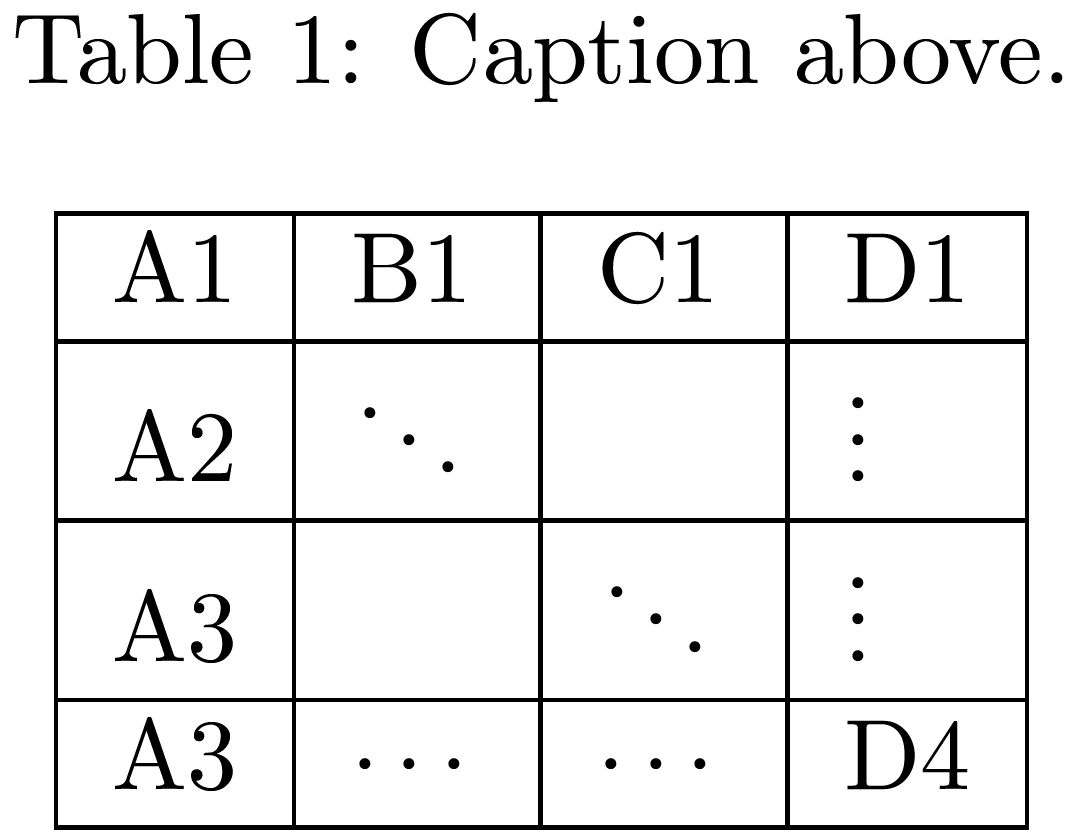 Table 1: Caption above.
A1 B1 C1 D1
A2 ⋱ ⋮
A3 ⋱ ⋮
A3 ⋯ ⋯ D4